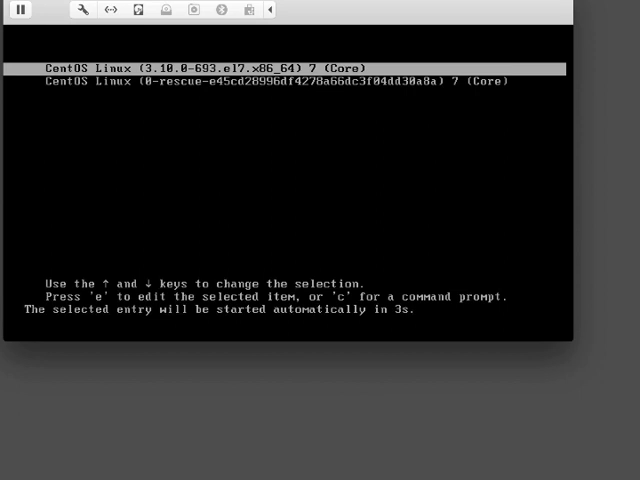 CentOS Linux (3.10.0-693.el7.x86_64) 7 (Core)
CentOS Linux (0-rescue-e45cd28996df4278a66dc3f04dd30a8a) 7 (Core)
Use the ↑ and ↓ keys to change the selection.
Press 'e' to edit the selected item, or 'c' for a command prompt.
The selected entry will be started automatically in 3s.